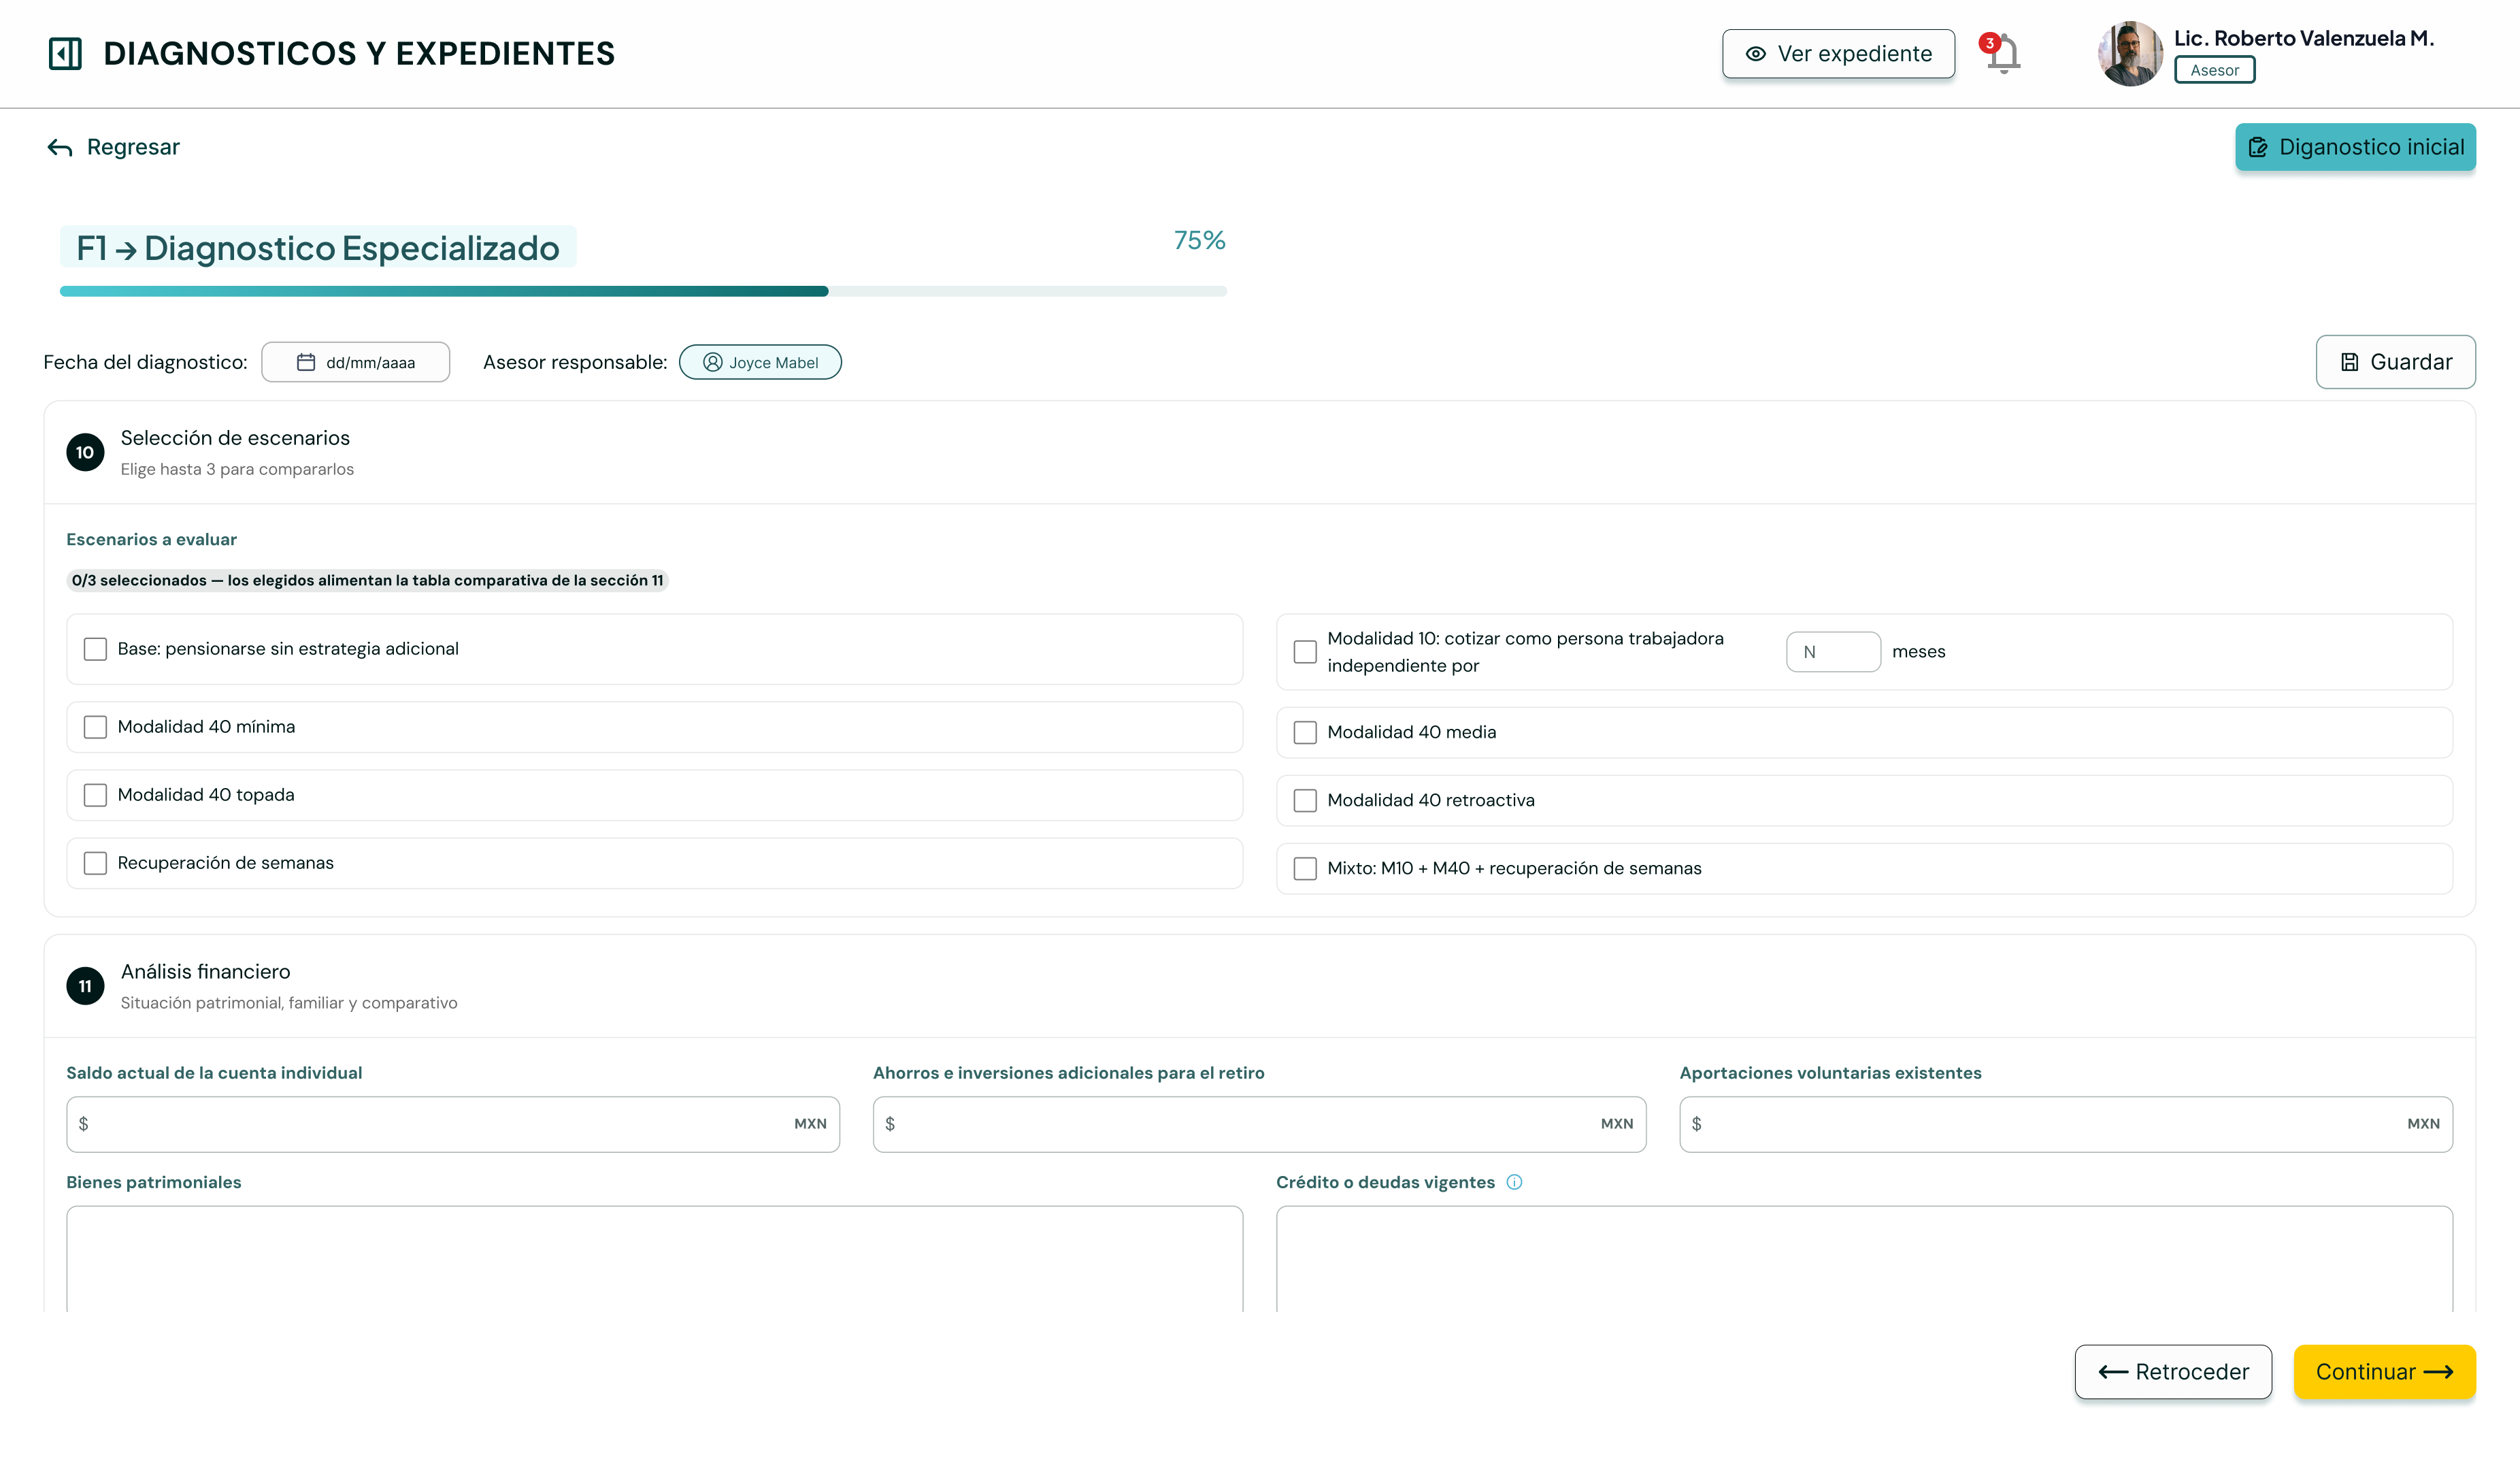 DIAGNOSTICOS Y EXPEDIENTES
Ver expediente
3
Lic. Roberto Valenzuela M.
Asesor
Regresar
Diganostico inicial
F1 → Diagnostico Especializado
75%
Fecha del diagnostico:
dd/mm/aaaa
Asesor responsable:
Joyce Mabel
Guardar
10
Selección de escenarios
Elige hasta 3 para compararlos
Escenarios a evaluar
0/3 seleccionados — los elegidos alimentan la tabla comparativa de la sección 11
Base: pensionarse sin estrategia adicional
Modalidad 10: cotizar como persona trabajadora
independiente por
N
meses
Modalidad 40 mínima
Modalidad 40 media
Modalidad 40 topada
Modalidad 40 retroactiva
Recuperación de semanas
Mixto: M10 + M40 + recuperación de semanas
11
Análisis financiero
Situación patrimonial, familiar y comparativo
Saldo actual de la cuenta individual
Ahorros e inversiones adicionales para el retiro
Aportaciones voluntarias existentes
$ MXN
$ MXN
$ MXN
Bienes patrimoniales
Crédito o deudas vigentes
← Retroceder
Continuar →